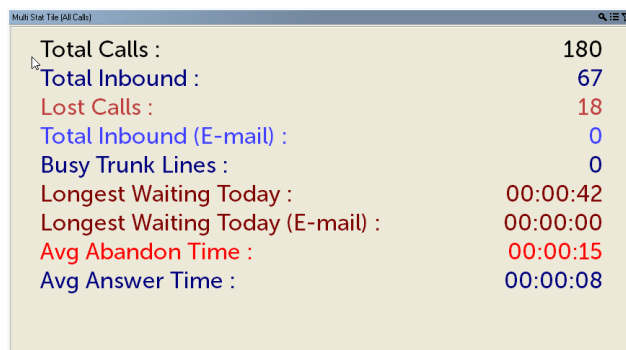 Multi Stat Tile (All Calls)
Total Calls : 180
Total Inbound : 67
Lost Calls : 18
Total Inbound (E-mail) : 0
Busy Trunk Lines : 0
Longest Waiting Today : 00:00:42
Longest Waiting Today (E-mail) : 00:00:00
Avg Abandon Time : 00:00:15
Avg Answer Time : 00:00:08